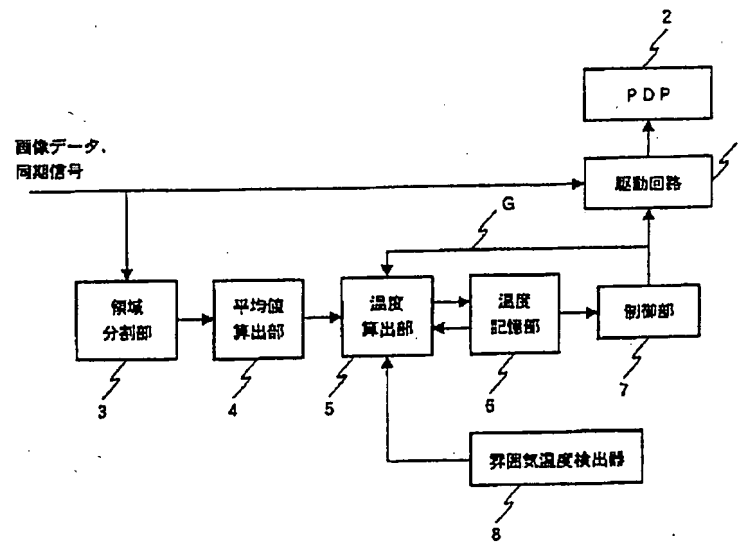 2
PDP
画像データ、
同期信号
駆動回路
G
領域
分割部
平均値
算出部
温度
算出部
温度
記憶部
制御部
3
4
5
6
7
雰囲気温度検出器
8